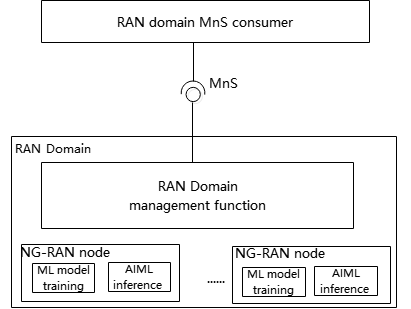 RAN domain MnS consumer
MnS
RAN Domain
RAN Domain
management function
NG-RAN node
ML model
training
AIML
inference
......
NG-RAN node
ML model
training
AIML
inference